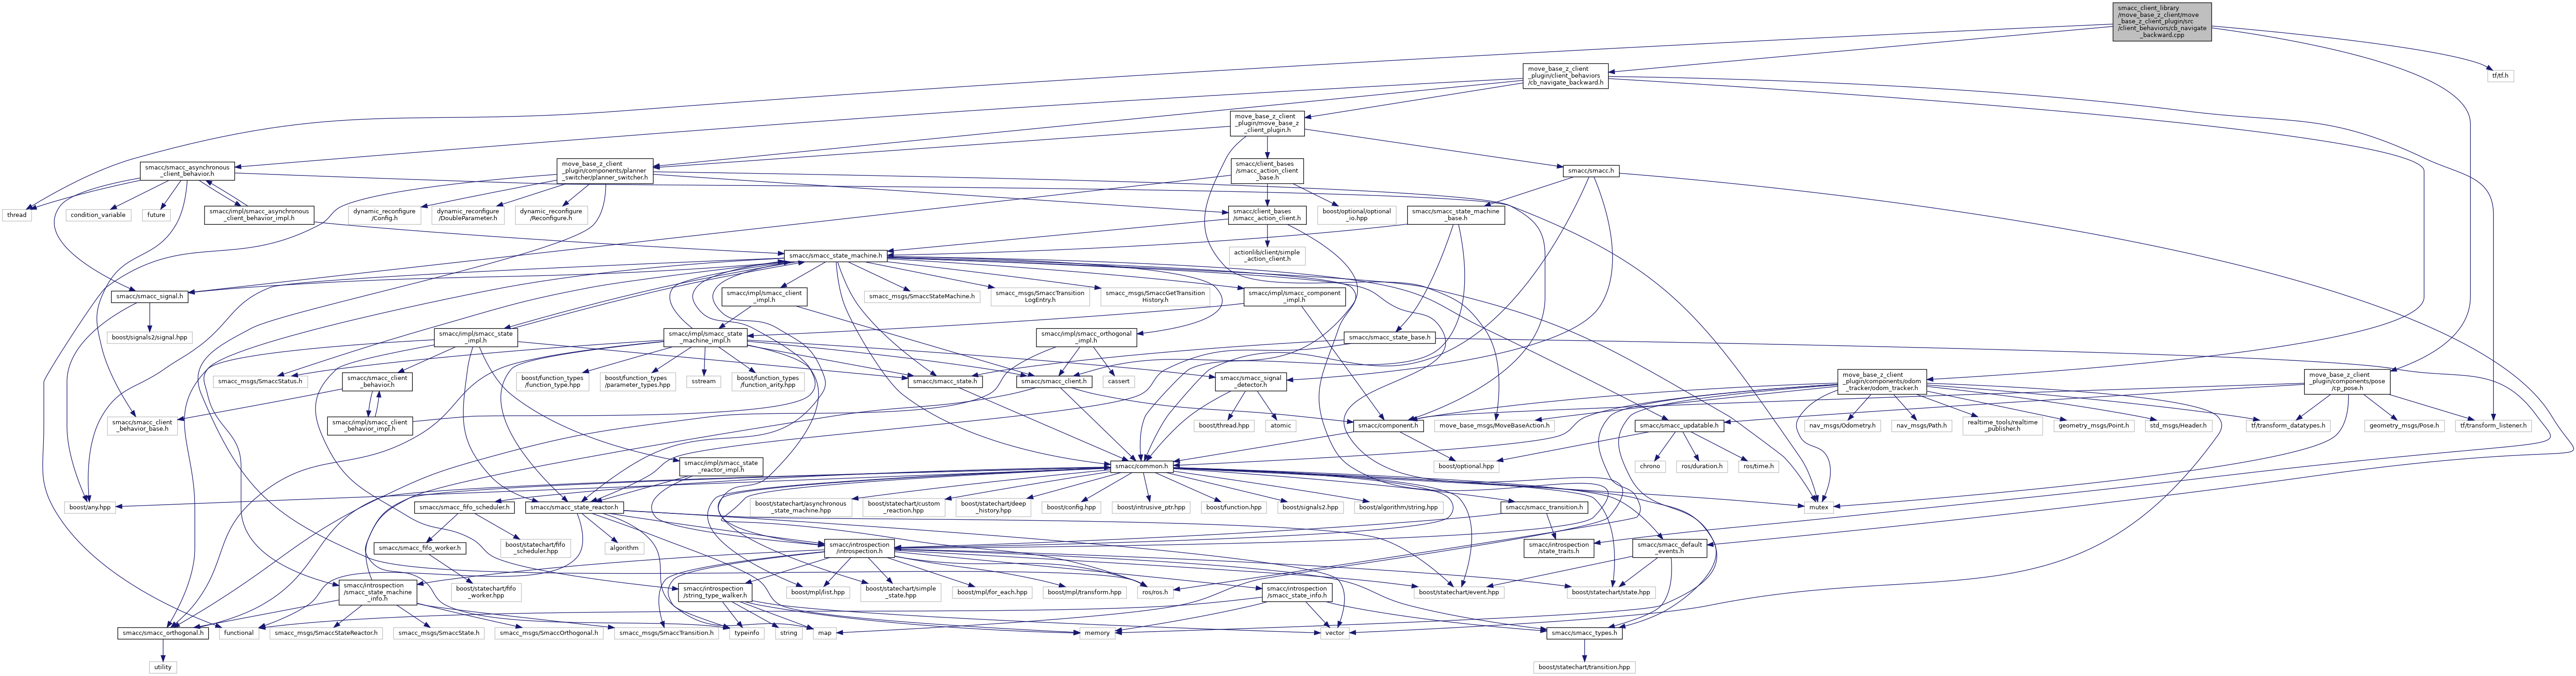 smacc_client_library
/move_base_z_client/move
_base_z_client_plugin/src
/client_behaviors/cb_navigate
_backward.cpp
move_base_z_client
_plugin/client_behaviors
/cb_navigate_backward.h
tf/tf.h
move_base_z_client
_plugin/move_base_z
_client_plugin.h
smacc/smacc_asynchronous
_client_behavior.h
move_base_z_client
_plugin/components/planner
_switcher/planner_switcher.h
smacc/client_bases
/smacc_action_client
_base.h
smacc/smacc.h
thread
condition_variable
future
smacc/impl/smacc_asynchronous
_client_behavior_impl.h
dynamic_reconfigure
/Config.h
dynamic_reconfigure
/DoubleParameter.h
dynamic_reconfigure
/Reconfigure.h
smacc/client_bases
/smacc_action_client.h
boost/optional/optional
_io.hpp
smacc/smacc_state_machine
_base.h
smacc/smacc_state_machine.h
actionlib/client/simple
_action_client.h
smacc/smacc_signal.h
smacc/impl/smacc_client
_impl.h
smacc_msgs/SmaccStateMachine.h
smacc_msgs/SmaccTransition
LogEntry.h
smacc_msgs/SmaccGetTransition
History.h
smacc/impl/smacc_component
_impl.h
boost/signals2/signal.hpp
smacc/impl/smacc_state
_impl.h
smacc/impl/smacc_state
_machine_impl.h
smacc/impl/smacc_orthogonal
_impl.h
smacc/smacc_state_base.h
smacc_msgs/SmaccStatus.h
smacc/smacc_client
_behavior.h
boost/function_types
/function_type.hpp
boost/function_types
/parameter_types.hpp
sstream
boost/function_types
/function_arity.hpp
smacc/smacc_state.h
smacc/smacc_client.h
cassert
smacc/smacc_signal
_detector.h
move_base_z_client
_plugin/components/odom
_tracker/odom_tracker.h
move_base_z_client
_plugin/components/pose
/cp_pose.h
smacc/smacc_client
_behavior_base.h
smacc/impl/smacc_client
_behavior_impl.h
boost/thread.hpp
atomic
smacc/component.h
move_base_msgs/MoveBaseAction.h
smacc/smacc_updatable.h
nav_msgs/Odometry.h
nav_msgs/Path.h
realtime_tools/realtime
_publisher.h
geometry_msgs/Point.h
std_msgs/Header.h
tf/transform_datatypes.h
geometry_msgs/Pose.h
tf/transform_listener.h
smacc/impl/smacc_state
_reactor_impl.h
smacc/common.h
boost/optional.hpp
chrono
ros/duration.h
ros/time.h
boost/any.hpp
smacc/smacc_fifo_scheduler.h
smacc/smacc_state_reactor.h
boost/statechart/asynchronous
_state_machine.hpp
boost/statechart/custom
_reaction.hpp
boost/statechart/deep
_history.hpp
boost/config.hpp
boost/intrusive_ptr.hpp
boost/function.hpp
boost/signals2.hpp
boost/algorithm/string.hpp
smacc/smacc_transition.h
mutex
smacc/smacc_fifo_worker.h
boost/statechart/fifo
_scheduler.hpp
algorithm
smacc/introspection
/introspection.h
smacc/introspection
/state_traits.h
smacc/smacc_default
_events.h
smacc/introspection
/smacc_state_machine
_info.h
boost/statechart/fifo
_worker.hpp
smacc/introspection
/string_type_walker.h
boost/mpl/list.hpp
boost/statechart/simple
_state.hpp
boost/mpl/for_each.hpp
boost/mpl/transform.hpp
ros/ros.h
smacc/introspection
/smacc_state_info.h
boost/statechart/event.hpp
boost/statechart/state.hpp
smacc/smacc_orthogonal.h
functional
smacc_msgs/SmaccStateReactor.h
smacc_msgs/SmaccState.h
smacc_msgs/SmaccOrthogonal.h
smacc_msgs/SmaccTransition.h
typeinfo
string
map
memory
vector
smacc/smacc_types.h
utility
boost/statechart/transition.hpp